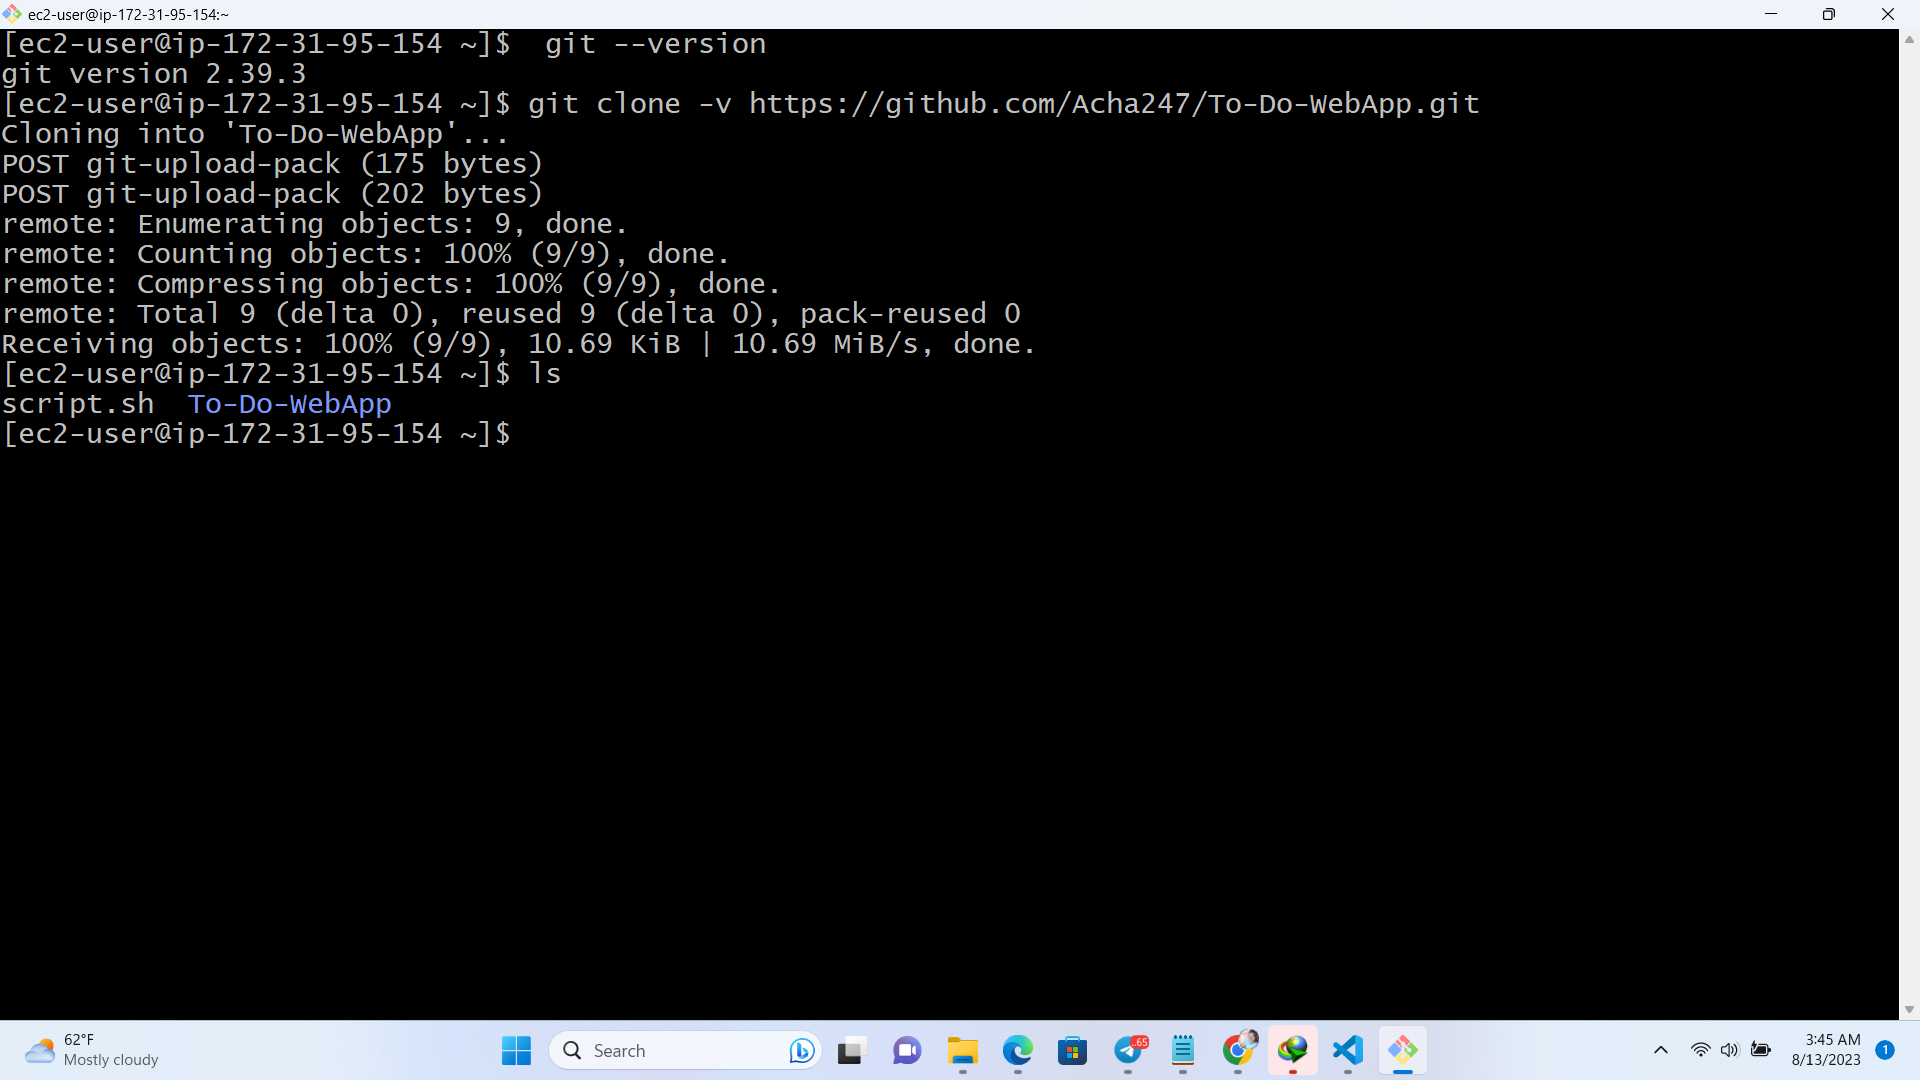 ec2-user@ip-172-31-95-154:~
[ec2-user@ip-172-31-95-154 ~]$  git --version
git version 2.39.3
[ec2-user@ip-172-31-95-154 ~]$ git clone -v https://github.com/Acha247/To-Do-WebApp.git
Cloning into 'To-Do-WebApp'...
POST git-upload-pack (175 bytes)
POST git-upload-pack (202 bytes)
remote: Enumerating objects: 9, done.
remote: Counting objects: 100% (9/9), done.
remote: Compressing objects: 100% (9/9), done.
remote: Total 9 (delta 0), reused 9 (delta 0), pack-reused 0
Receiving objects: 100% (9/9), 10.69 KiB | 10.69 MiB/s, done.
[ec2-user@ip-172-31-95-154 ~]$ ls
script.sh  To-Do-WebApp
[ec2-user@ip-172-31-95-154 ~]$
62°F
Mostly cloudy
Search
..65
3:45 AM
8/13/2023
1